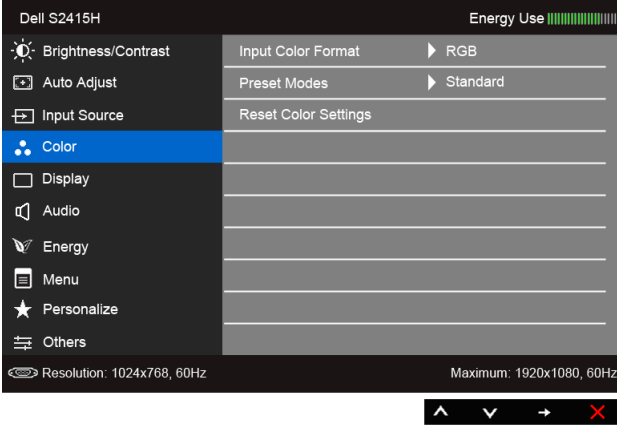 Dell S2415H Energy Use
Brightness/Contrast Input Color Format RGB
Auto Adjust Preset Modes Standard
Input Source Reset Color Settings
Color
Display
Audio
Energy
Menu
Personalize
Others
Resolution: 1024x768, 60Hz Maximum: 1920x1080, 60Hz